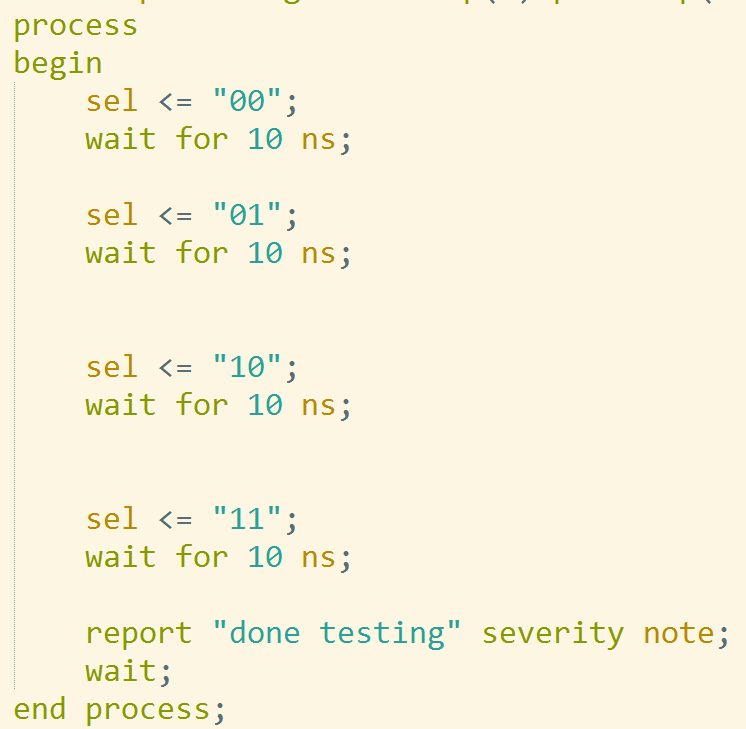 process
begin
sel <= "00";
wait for 10 ns;
sel <= "01";
wait for 10 ns;
sel <= "10";
wait for 10 ns;
sel <= "11";
wait for 10 ns;
report "done testing" severity note;
wait;
end process;